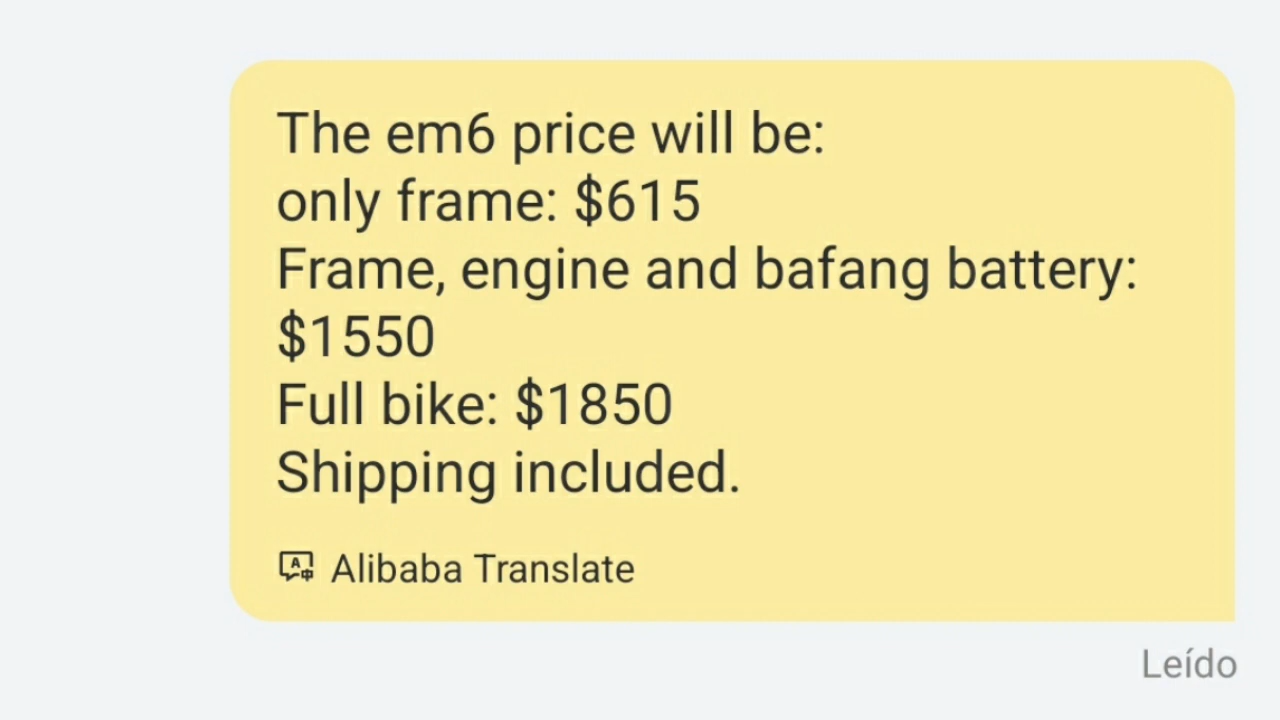 The em6 price will be:
only frame: $615
Frame, engine and bafang battery:
$1550
Full bike: $1850
Shipping included.
Alibaba Translate
Leído